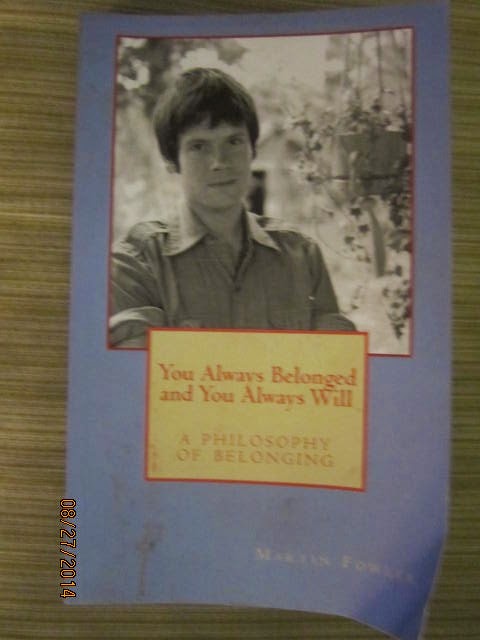 You Always Belonged
and You Always Will
A PHILOSOPHY
OF BELONGING
08/27/2014